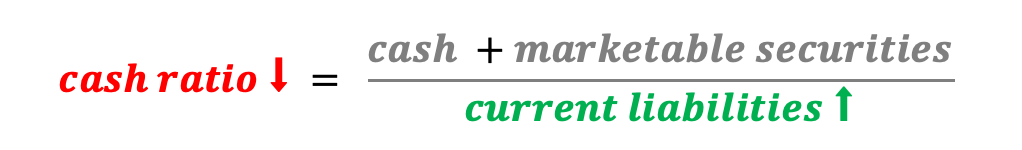 cash + marketable securities
cash ratio ↓ =
current liabilities ↑